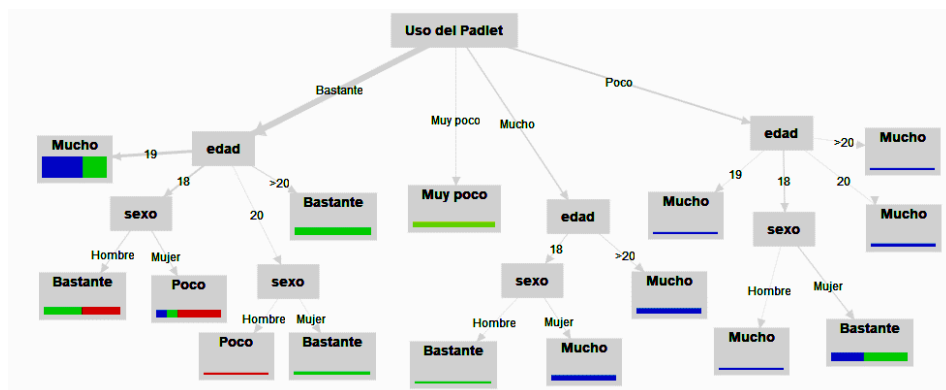 Uso del Padlet
Bastante
Muy poco
Mucho
Poco
edad
19
Mucho
18
20
>20
Bastante
sexo
Hombre
Mujer
Bastante
Poco
sexo
Hombre
Mujer
Poco
Bastante
Muy poco
edad
18
>20
Mucho
sexo
Hombre
Mujer
Bastante
Mucho
edad
19
18
20
>20
Mucho
Mucho
Mucho
sexo
Hombre
Mujer
Mucho
Bastante